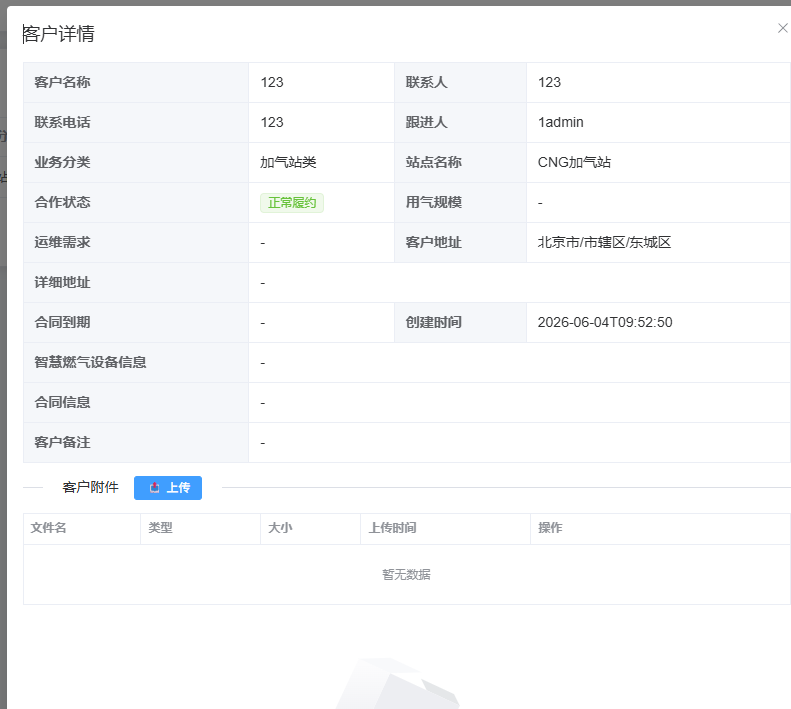 客户详情
客户名称 123 联系人 123
联系电话 123 跟进人 1admin
业务分类 加气站类 站点名称 CNG加气站
合作状态 正常履约 用气规模 -
运维需求 - 客户地址 北京市/市辖区/东城区
详细地址 -
合同到期 - 创建时间 2026-06-04T09:52:50
智慧燃气设备信息 -
合同信息 -
客户备注 -
客户附件 上传
文件名 类型 大小 上传时间 操作
暂无数据